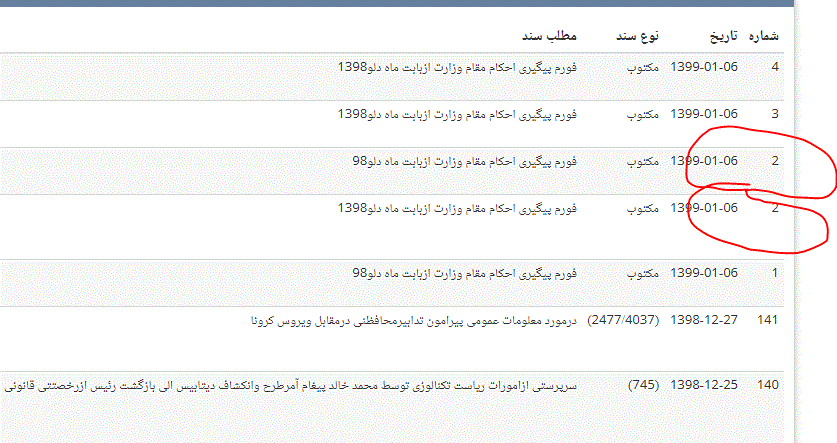 شماره تاریخ نوع سند مطلب سند
4 1399-01-06 مکتوب فورم پیگیری احکام مقام وزارت ازبابت ماه دلو1398
3 1399-01-06 مکتوب فورم پیگیری احکام مقام وزارت ازبابت ماه دلو1398
2 1399-01-06 مکتوب فورم پیگیری احکام مقام وزارت ازبابت ماه دلو98
2 1399-01-06 مکتوب فورم پیگیری احکام مقام وزارت ازبابت ماه دلو1398
1 1399-01-06 مکتوب فورم پیگیری احکام مقام وزارت ازبابت ماه دلو98
141 1398-12-27 (2477/4037) درمورد معلومات عمومی پیرامون تدابیرمحافظتی درمقابل ویروس کرونا
140 1398-12-25 (745) سرپرستی ازامورات ریاست تکنالوزی توسط محمد خالد پیغام آمرطرح وانکشاف دیتابیس الی بازگشت رئیس ازرخصتتی قانونی